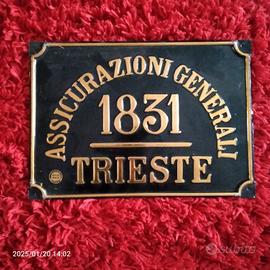 ASSICURAZIONI GENERALI
1831
TRIESTE
2025/01/20 14:02
subito